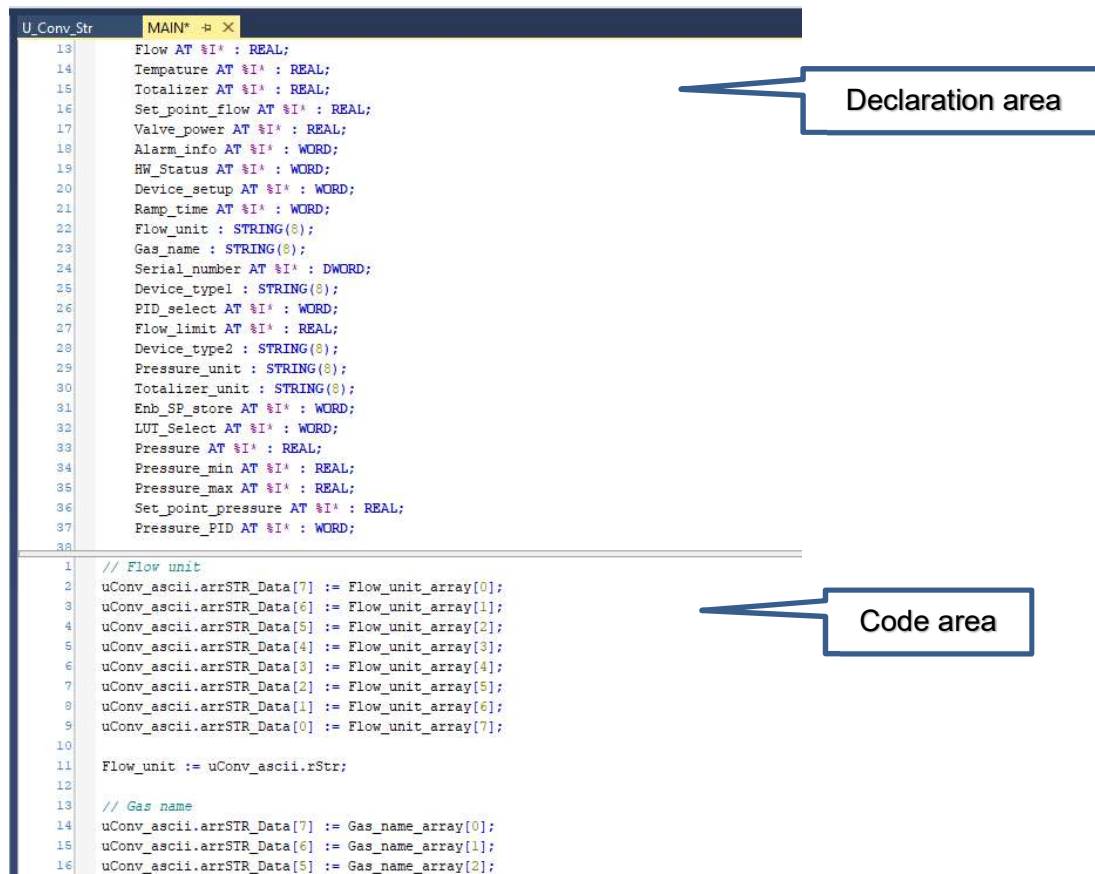 U_Conv_Str MAIN*
13 Flow AT %I* : REAL;
14 Tempature AT %I* : REAL;
15 Totalizer AT %I* : REAL;
16 Set_point_flow AT %I* : REAL;
17 Valve_power AT %I* : REAL;
18 Alarm_info AT %I* : WORD;
19 HW_Status AT %I* : WORD;
20 Device_setup AT %I* : WORD;
21 Ramp_time AT %I* : WORD;
22 Flow_unit : STRING(8);
23 Gas_name : STRING(8);
24 Serial_number AT %I* : DWORD;
25 Device_type1 : STRING(8);
26 PID_select AT %I* : WORD;
27 Flow_limit AT %I* : REAL;
28 Device_type2 : STRING(8);
29 Pressure_unit : STRING(8);
30 Totalizer_unit : STRING(8);
31 Enb_SP_store AT %I* : WORD;
32 LUT_Select AT %I* : WORD;
33 Pressure AT %I* : REAL;
34 Pressure_min AT %I* : REAL;
35 Pressure_max AT %I* : REAL;
36 Set_point_pressure AT %I* : REAL;
37 Pressure_PID AT %I* : WORD;
38
Declaration area
1 // Flow unit
2 uConv_ascii.arrSTR_Data[7] := Flow_unit_array[0];
3 uConv_ascii.arrSTR_Data[6] := Flow_unit_array[1];
4 uConv_ascii.arrSTR_Data[5] := Flow_unit_array[2];
5 uConv_ascii.arrSTR_Data[4] := Flow_unit_array[3];
6 uConv_ascii.arrSTR_Data[3] := Flow_unit_array[4];
7 uConv_ascii.arrSTR_Data[2] := Flow_unit_array[5];
8 uConv_ascii.arrSTR_Data[1] := Flow_unit_array[6];
9 uConv_ascii.arrSTR_Data[0] := Flow_unit_array[7];
10
11 Flow_unit := uConv_ascii.rStr;
12
13 // Gas name
14 uConv_ascii.arrSTR_Data[7] := Gas_name_array[0];
15 uConv_ascii.arrSTR_Data[6] := Gas_name_array[1];
16 uConv_ascii.arrSTR_Data[5] := Gas_name_array[2];
Code area